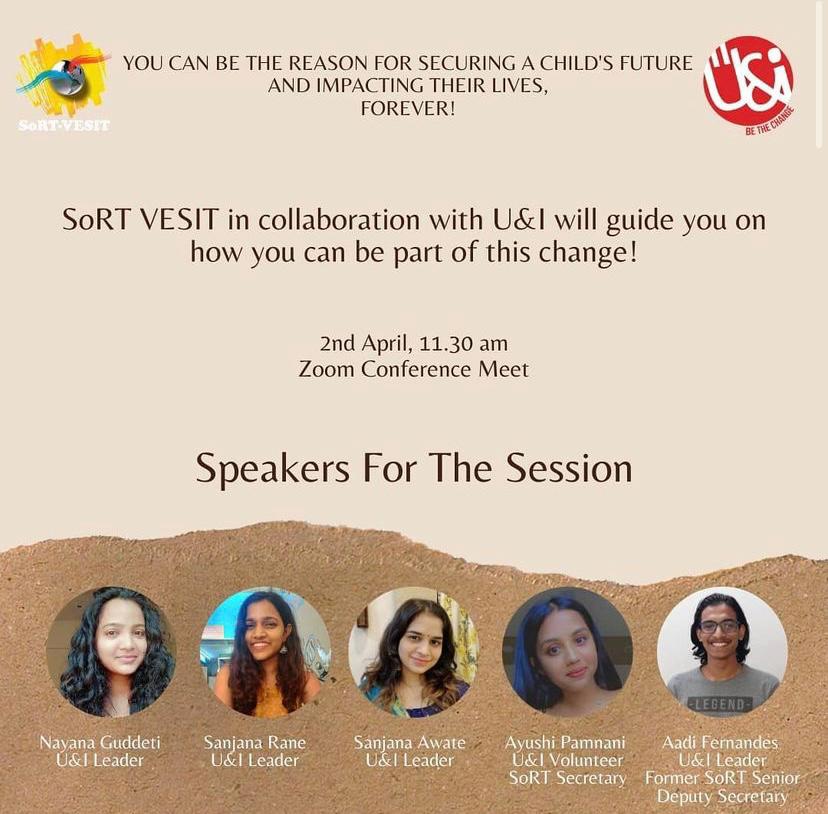 YOU CAN BE THE REASON FOR SECURING A CHILD'S FUTURE
AND IMPACTING THEIR LIVES,
FOREVER!
SoRT-VESIT
U&i
BE THE CHANGE
SoRT VESIT in collaboration with U&I will guide you on
how you can be part of this change!
2nd April, 11.30 am
Zoom Conference Meet
Speakers For The Session
-LEGEND-
Nayana Guddeti
U&I Leader
Sanjana Rane
U&I Leader
Sanjana Awate
U&I Leader
Ayushi Pamnani
U&I Volunteer
SoRT Secretary
Aadi Fernandes
U&I Leader
Former SoRT Senior
Deputy Secretary